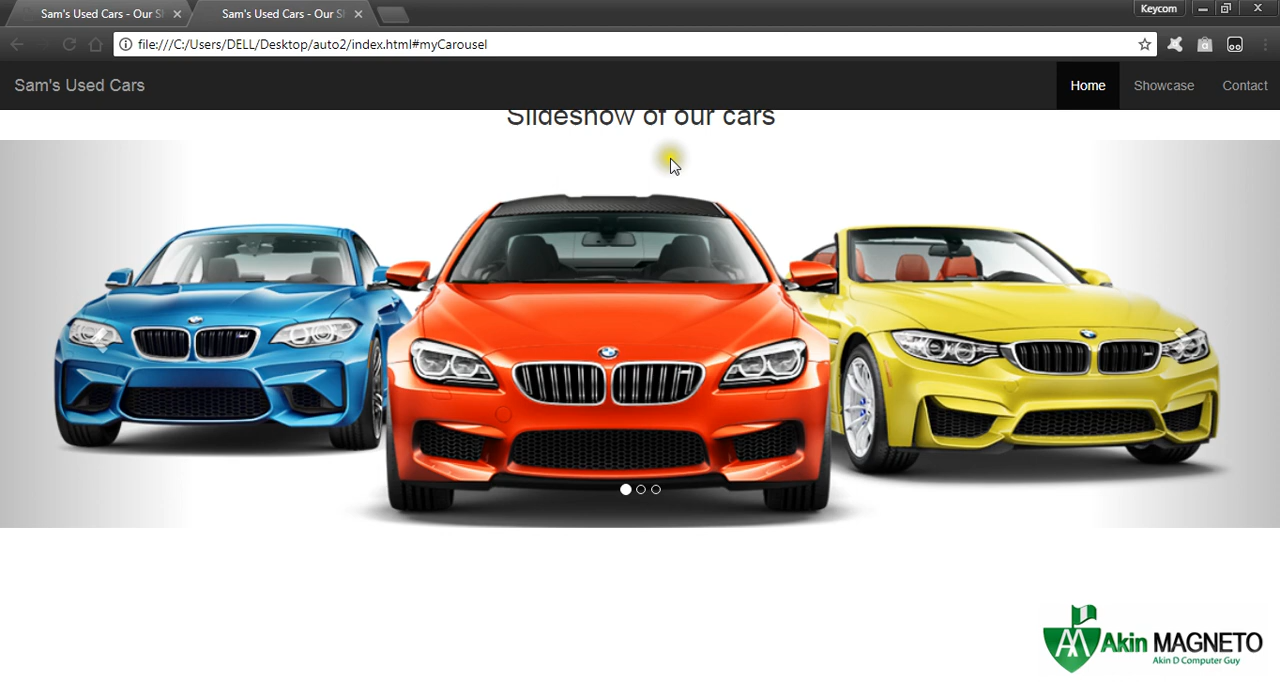 Sam's Used Cars - Our Sl
Sam's Used Cars - Our Sl
Keycom
file:///C:/Users/DELL/Desktop/auto2/index.html#myCarousel
Sam's Used Cars
Home
Showcase
Contact
Slideshow of our cars
Akin MAGNETO
Akin D Computer Guy